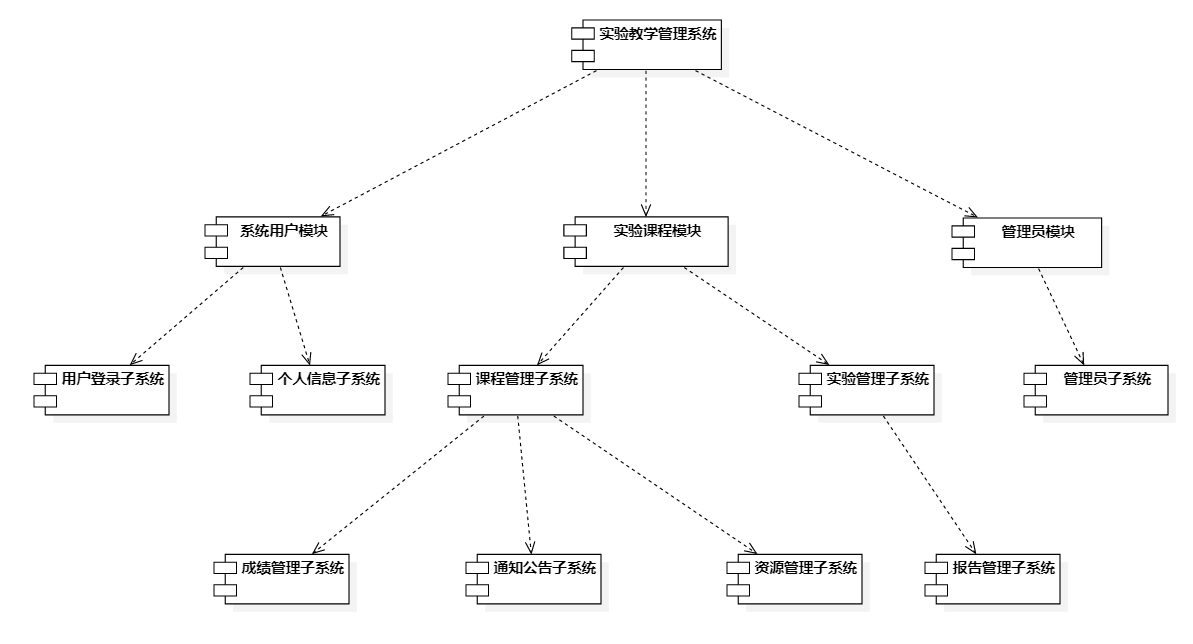 实验教学管理系统
系统用户模块
实验课程模块
管理员模块
用户登录子系统
个人信息子系统
课程管理子系统
实验管理子系统
管理员子系统
成绩管理子系统
通知公告子系统
资源管理子系统
报告管理子系统